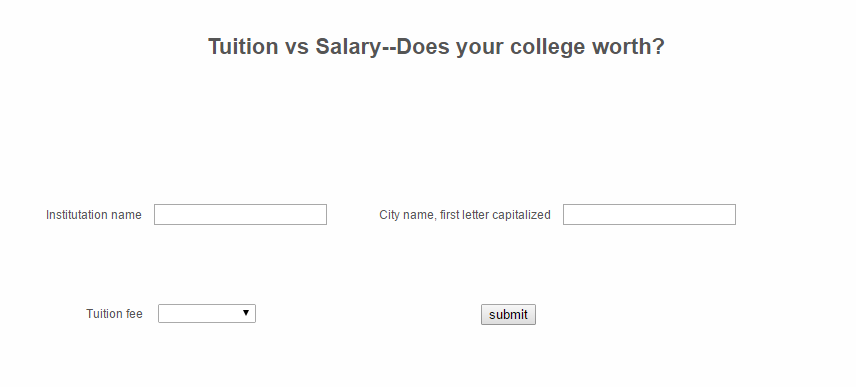 Tuition vs Salary--Does your college worth?
Institutation name
City name, first letter capitalized
Tuition fee
submit